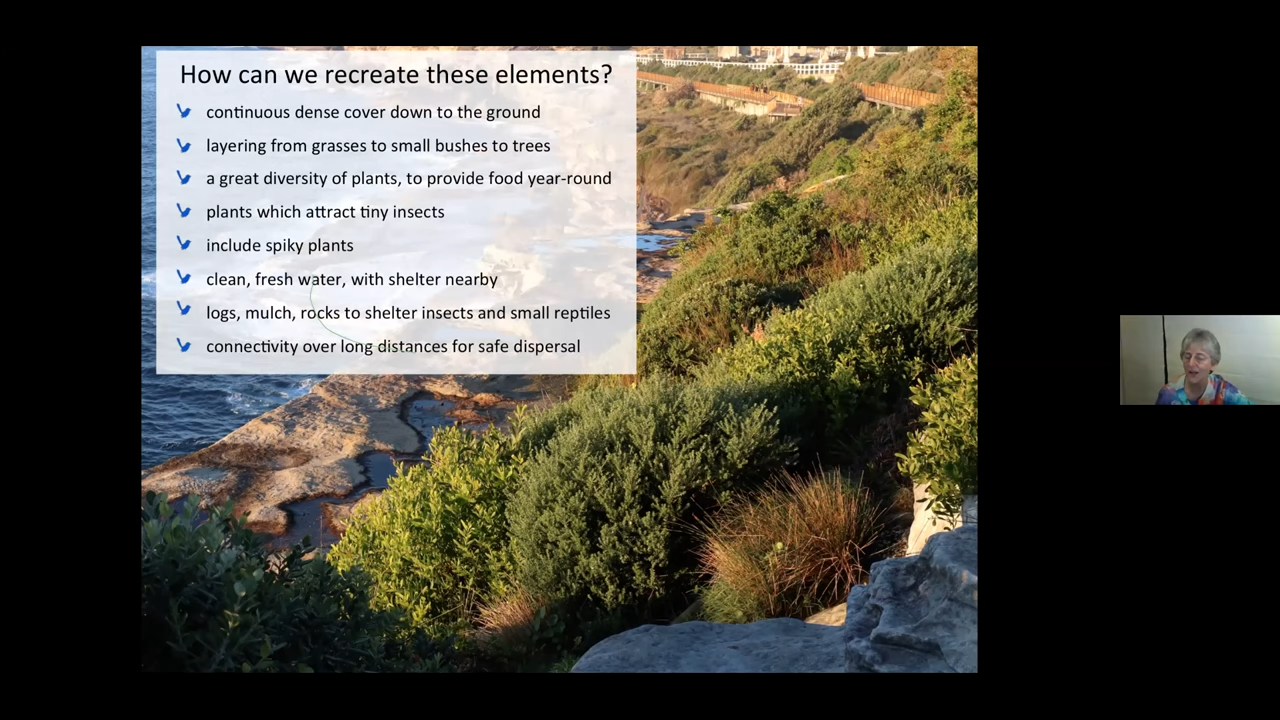 How can we recreate these elements?
continuous dense cover down to the ground
layering from grasses to small bushes to trees
a great diversity of plants, to provide food year-round
plants which attract tiny insects
include spiky plants
clean, fresh water, with shelter nearby
logs, mulch, rocks to shelter insects and small reptiles
connectivity over long distances for safe dispersal